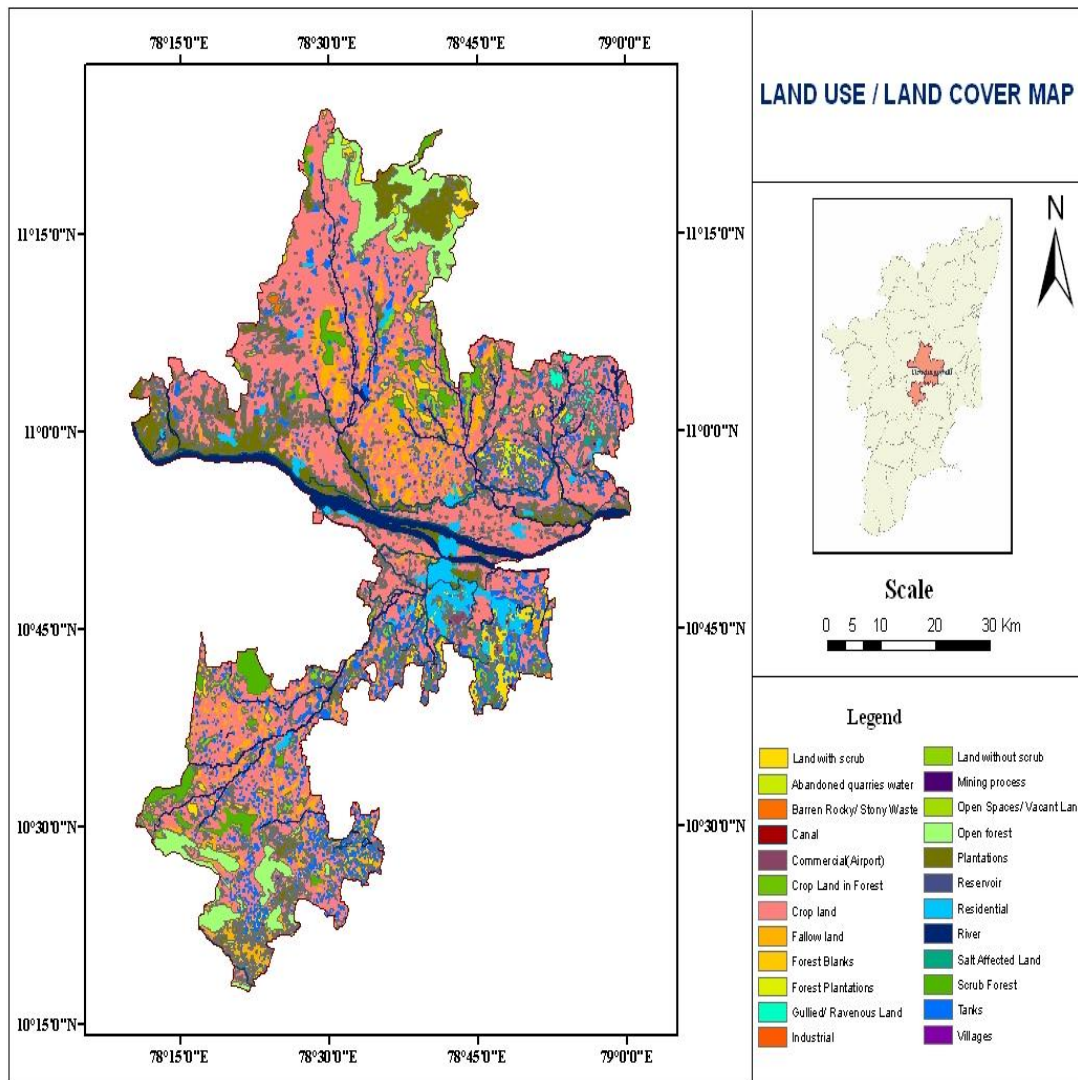 78°15'0"E 78°30'0"E 78°45'0"E 79°0'0"E
LAND USE / LAND COVER MAP
N
11°15'0"N 11°15'0"N
11°0'0"N 11°0'0"N
10°45'0"N 10°45'0"N
10°30'0"N 10°30'0"N
10°15'0"N 10°15'0"N
78°15'0"E 78°30'0"E 78°45'0"E 79°0'0"E
Scale
0 5 10 20 30 Km
Legend
Land with scrub
Abandoned quarries water
Barren Rocky/ Stony Waste
Canal
Commercial(Airport)
Crop Land in Forest
Crop land
Fallow land
Forest Blanks
Forest Plantations
Gullied/ Ravenous Land
Industrial
Land without scrub
Mining process
Open Spaces/ Vacant Lan
Open forest
Plantations
Reservoir
Residential
River
Salt Affected Land
Scrub Forest
Tanks
Villages